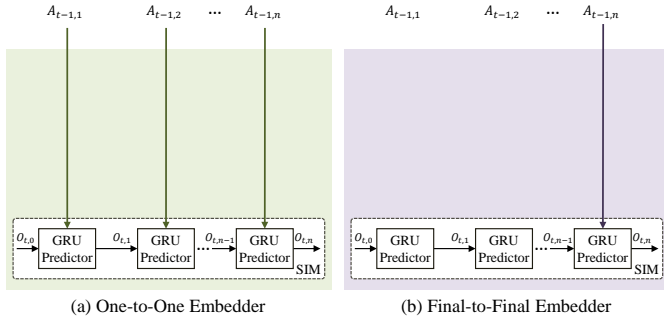 A_{t−1,1} A_{t−1,2} ... A_{t−1,n} A_{t−1,1} A_{t−1,2} ... A_{t−1,n}
O_{t,0} GRU Predictor O_{t,1} GRU Predictor ... O_{t,n−1} GRU Predictor O_{t,n}
SIM
O_{t,0} GRU Predictor O_{t,1} GRU Predictor ... O_{t,n−1} GRU Predictor O_{t,n}
SIM
(a) One-to-One Embedder
(b) Final-to-Final Embedder